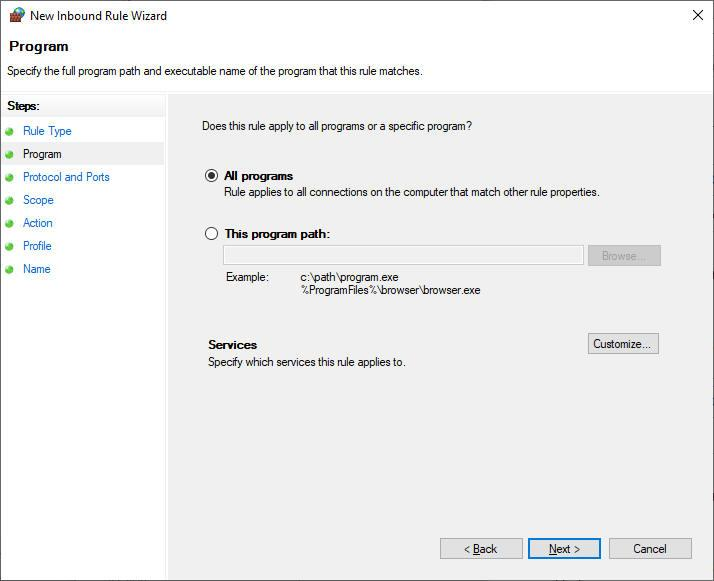 New Inbound Rule Wizard
Program
Specify the full program path and executable name of the program that this rule matches.
Steps:
Rule Type
Program
Protocol and Ports
Scope
Action
Profile
Name
Does this rule apply to all programs or a specific program?
All programs
Rule applies to all connections on the computer that match other rule properties.
This program path:
Browse...
Example:
c:\path\program.exe
%ProgramFiles%\browser\browser.exe
Services
Customize...
Specify which services this rule applies to.
< Back
Next >
Cancel